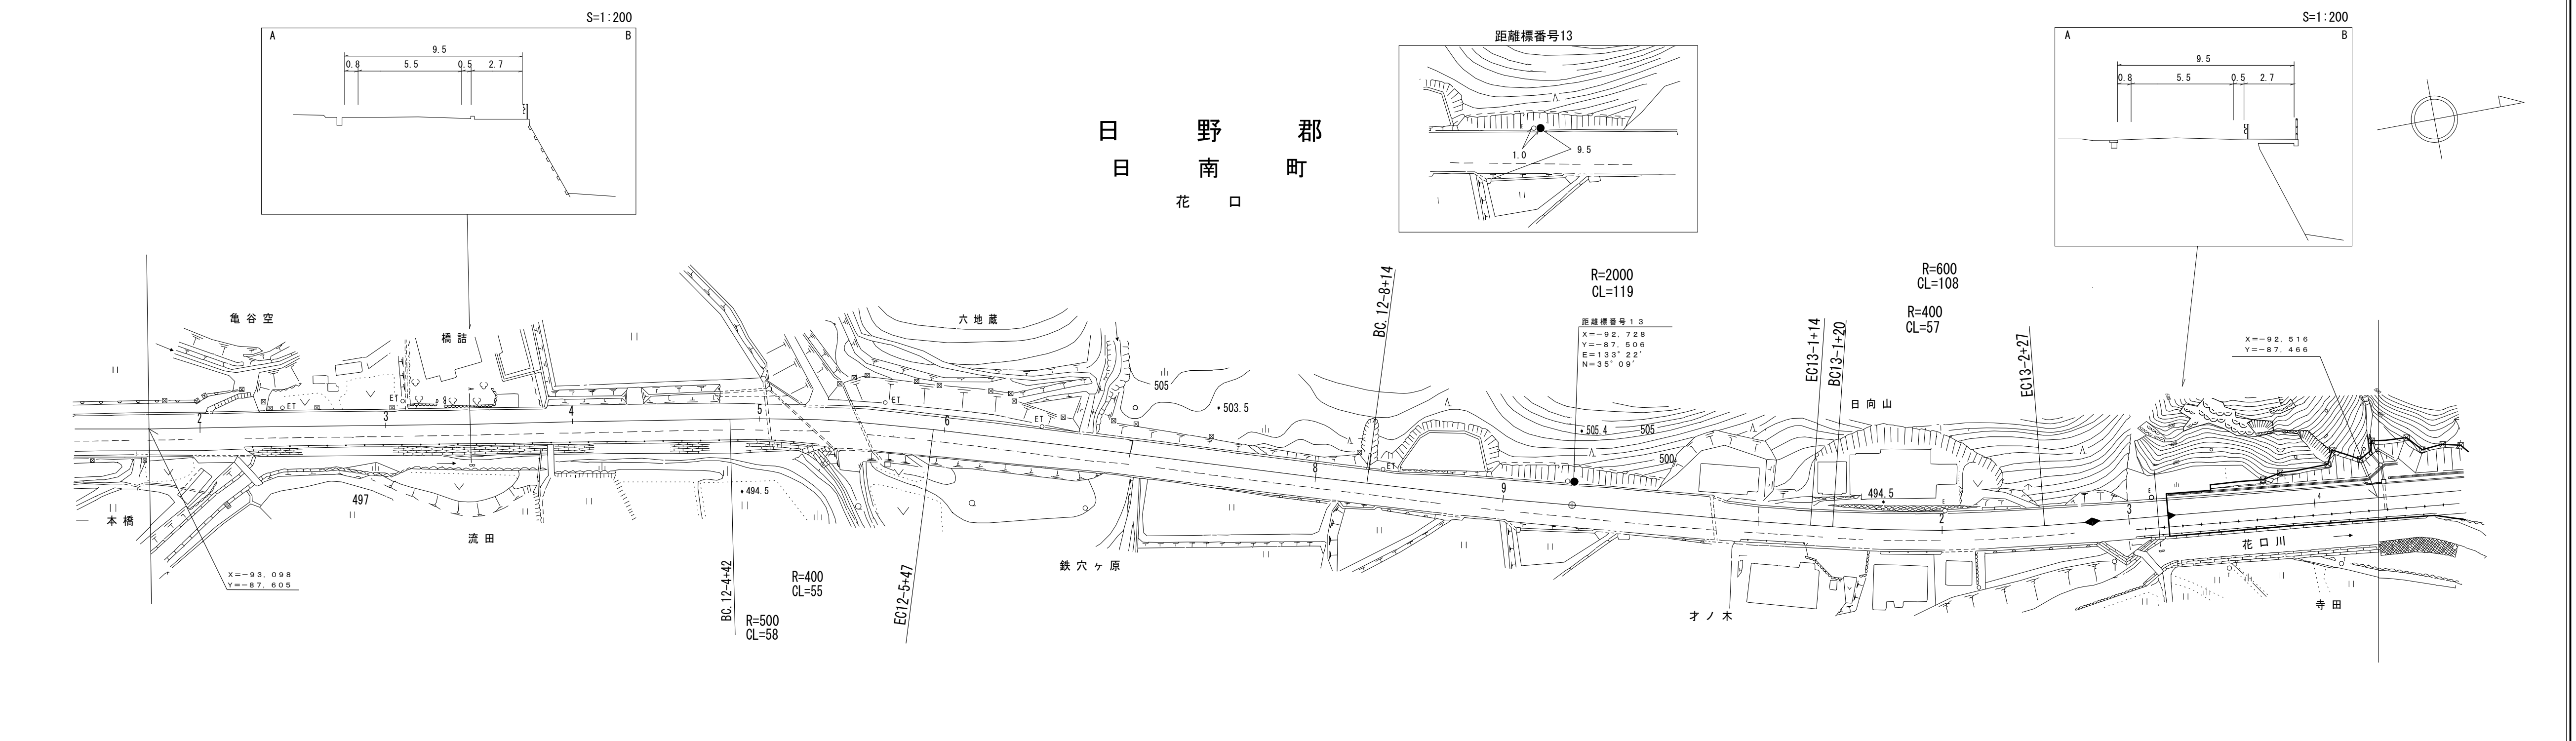 S=1:200
A
B
9.5
0.8 5.5 0.5 2.7
日野郡
日南町
花口
距離標番号13
1.0
9.5
S=1:200
A
B
9.5
0.8 5.5 0.5 2.7
亀谷空
橋詰
六地蔵
BC.12-8+14
R=2000
CL=119
距離標番号13
X=-92,728
Y=-87,506
E=133°22′
N=35°09′
R=600
CL=108
R=400
CL=57
EC13-1+14
BC13-1+20
EC13-2+27
日向山
X=-92,516
Y=-87,466
505
503.5
505.4
505
500
494.5
ET
ET
ET
ET
ET
2
3
4
5
6
7
8
9
2
3
4
497
494.5
本橋
流田
X=-93,098
Y=-87,605
BC.12-4+42
R=500
CL=58
R=400
CL=55
EC12-5+47
鉄穴ヶ原
才ノ木
花口川
寺田